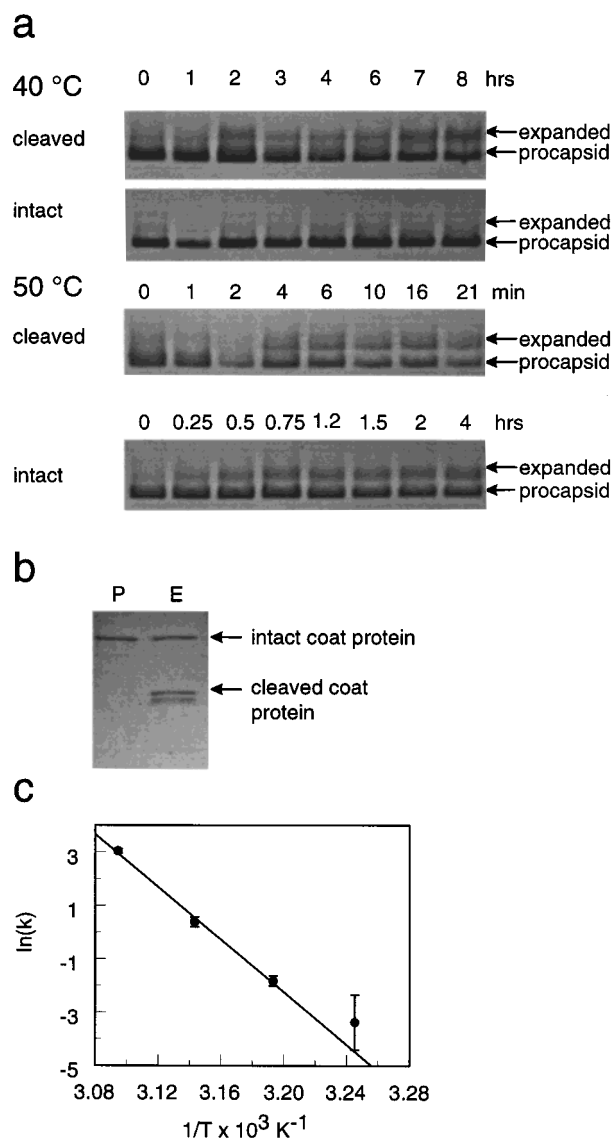 a
40 °C
0 1 2 3 4 6 7 8 hrs
cleaved
expanded
procapsid
intact
expanded
procapsid
50 °C
0 1 2 4 6 10 16 21 min
cleaved
expanded
procapsid
0 0.25 0.5 0.75 1.2 1.5 2 4 hrs
intact
expanded
procapsid
b
P E
intact coat protein
cleaved coat
protein
c
3
1
-1
-3
-5
ln(k)
3.08 3.12 3.16 3.20 3.24 3.28
1/T x 10³ K⁻¹